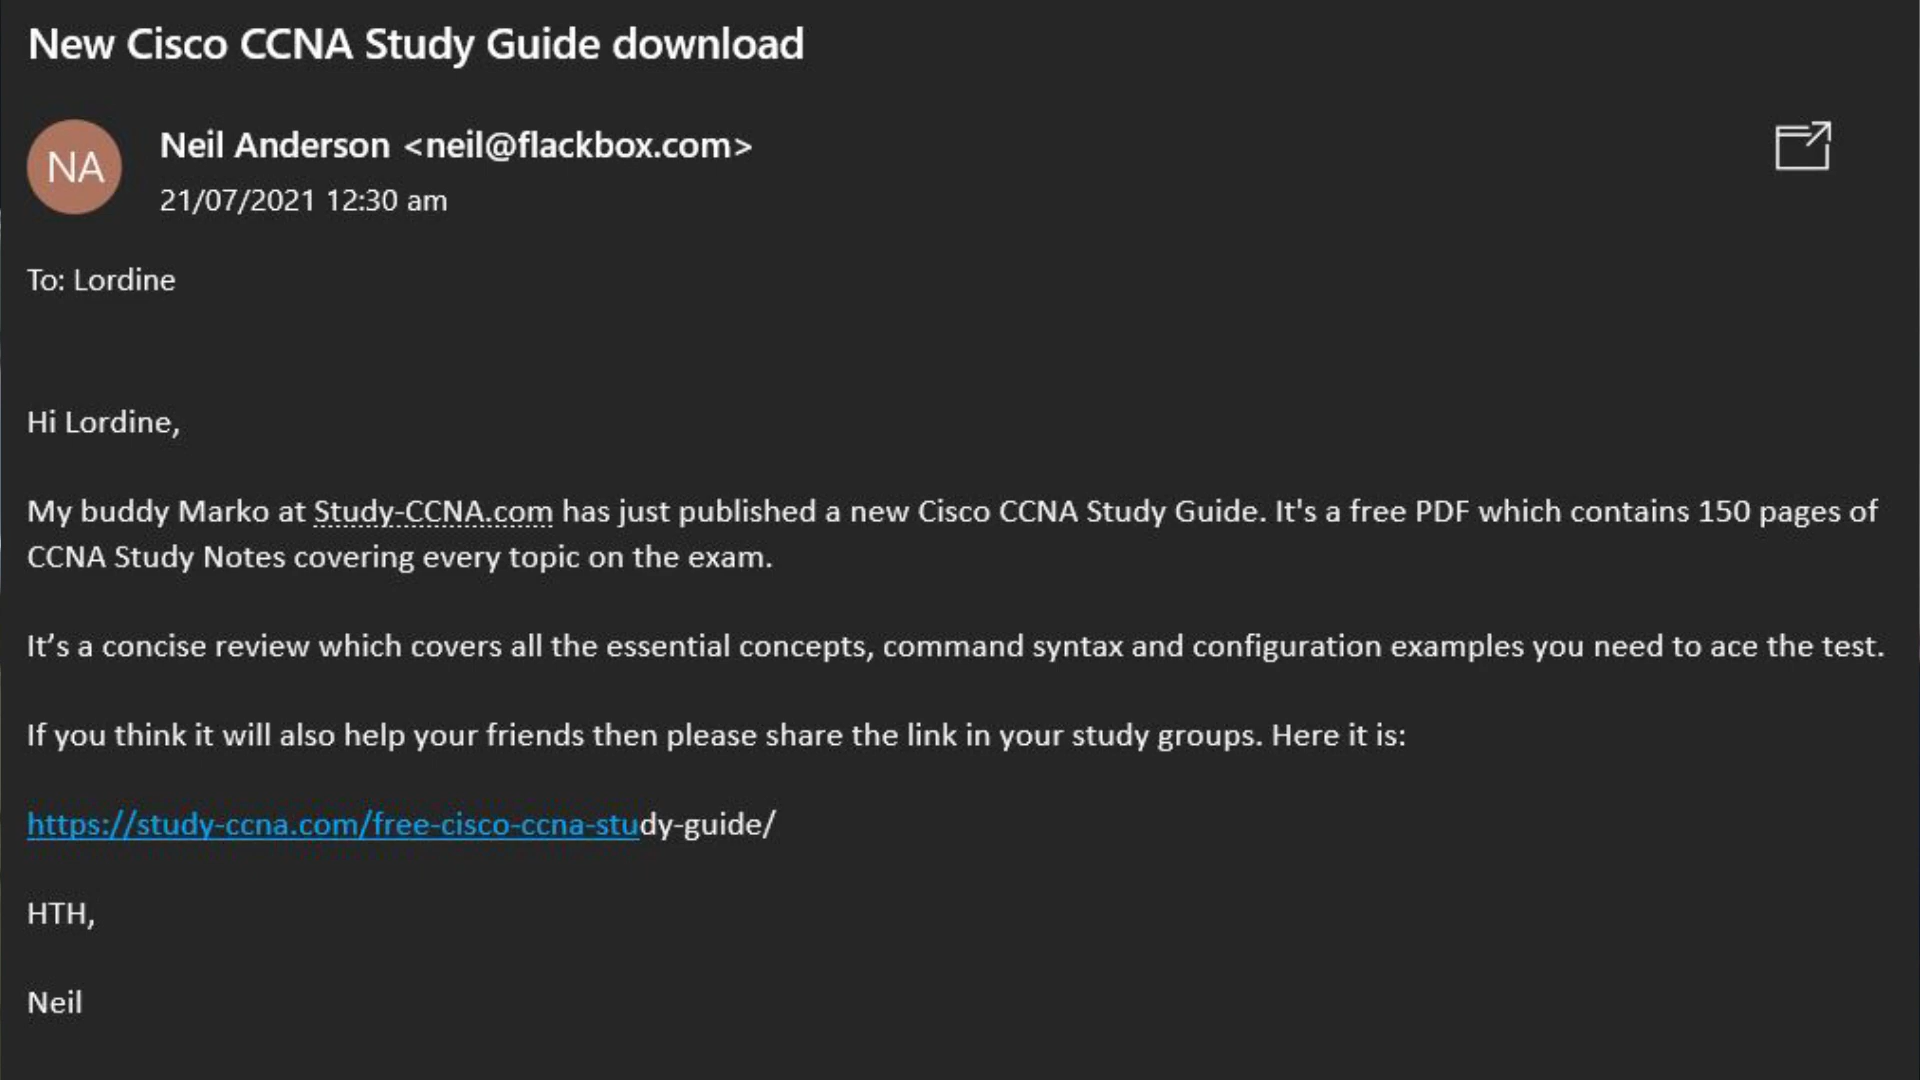 New Cisco CCNA Study Guide download
NA
Neil Anderson <neil@flackbox.com>
21/07/2021 12:30 am
To: Lordine
Hi Lordine,
My buddy Marko at Study-CCNA.com has just published a new Cisco CCNA Study Guide. It's a free PDF which contains 150 pages of
CCNA Study Notes covering every topic on the exam.
It’s a concise review which covers all the essential concepts, command syntax and configuration examples you need to ace the test.
If you think it will also help your friends then please share the link in your study groups. Here it is:
https://study-ccna.com/free-cisco-ccna-study-guide/
HTH,
Neil